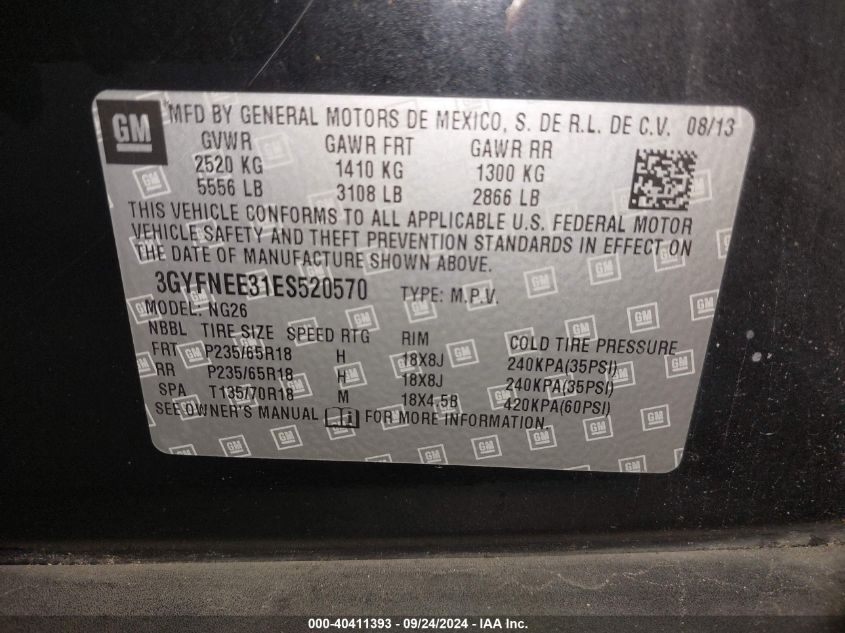 GM
MFD BY GENERAL MOTORS DE MEXICO, S. DE R.L. DE C.V. 08/13
GVWR GAWR FRT GAWR RR
2520 KG 1410 KG 1300 KG
5556 LB 3108 LB 2866 LB
THIS VEHICLE CONFORMS TO ALL APPLICABLE U.S. FEDERAL MOTOR
VEHICLE SAFETY AND THEFT PREVENTION STANDARDS IN EFFECT ON
THE DATE OF MANUFACTURE SHOWN ABOVE.
3GYFNEE31ES520570 TYPE: M.P.V.
MODEL: NG26
NBBL TIRE SIZE SPEED RTG RIM COLD TIRE PRESSURE
FRT P235/65R18 H 18X8J 240KPA(35PSI)
RR P235/65R18 H 18X8J 240KPA(35PSI)
SPA T135/70R18 M 18X4.5B 420KPA(60PSI)
SEE OWNER'S MANUAL FOR MORE INFORMATION.
000-40411393 - 09/24/2024 - IAA Inc.